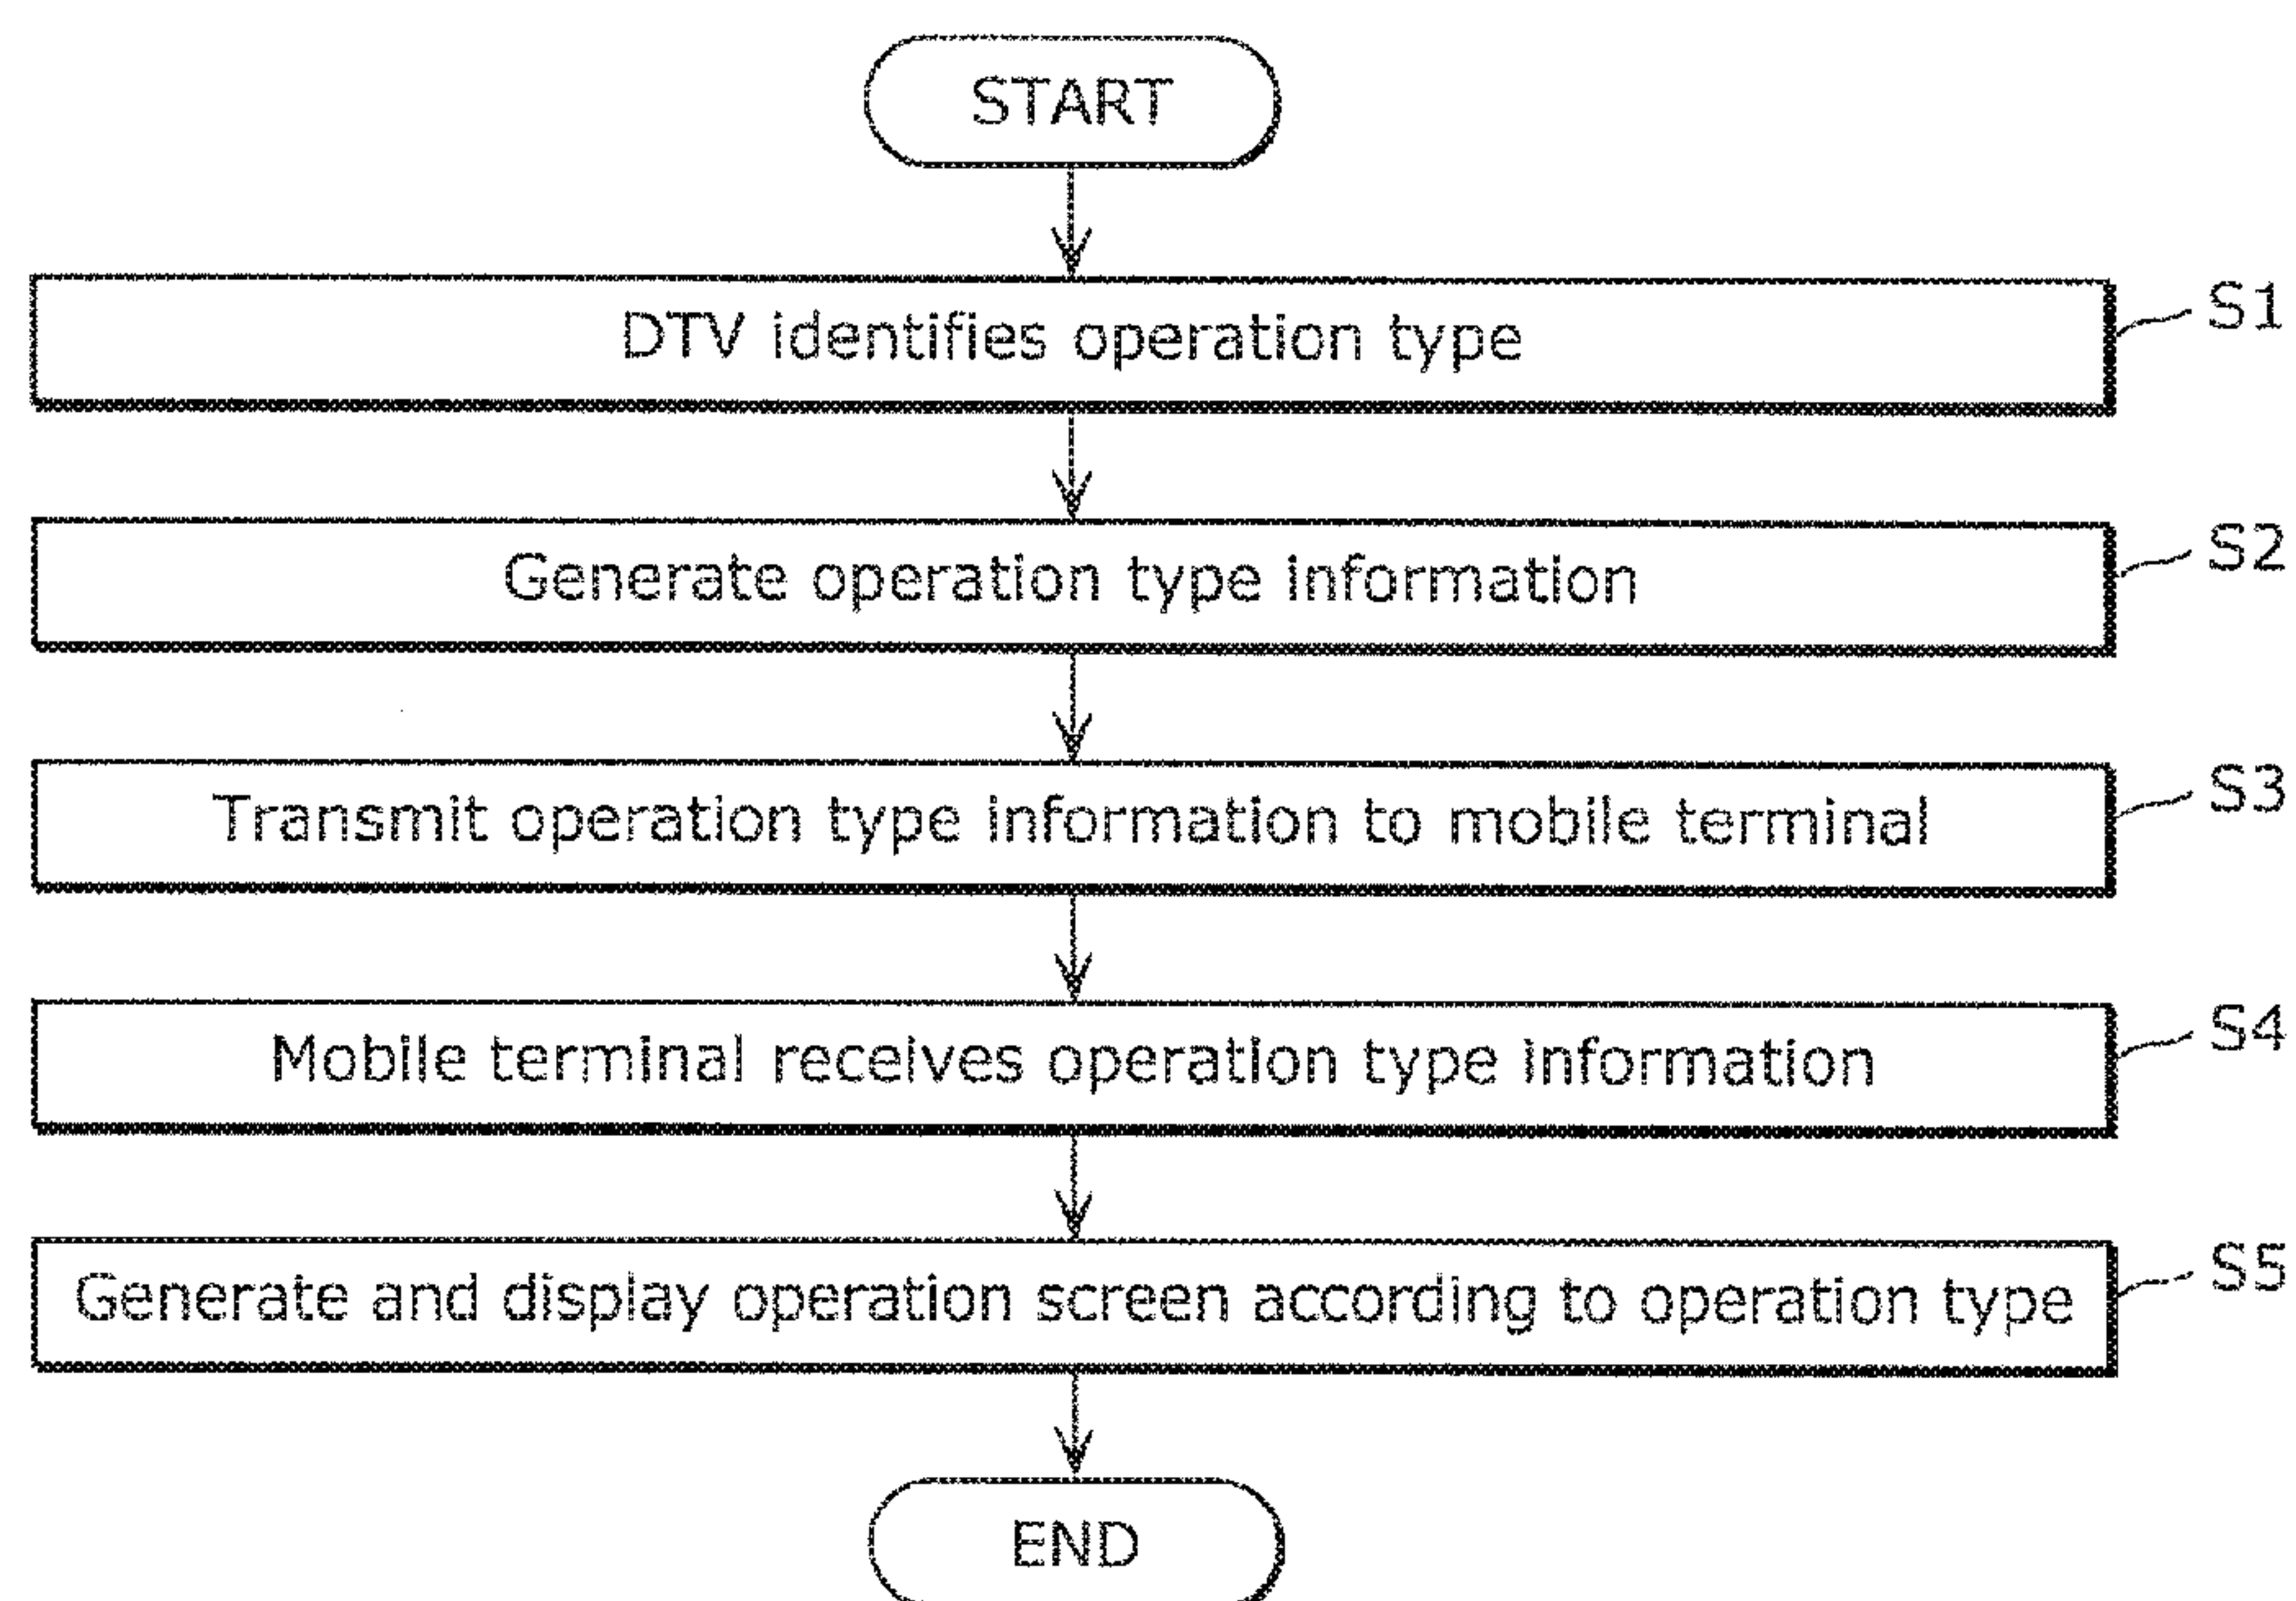 START
DTV identifies operation type
S1
Generate operation type information
S2
Transmit operation type information to mobile terminal
S3
Mobile terminal receives operation type information
S4
Generate and display operation screen according to operation type
S5
END